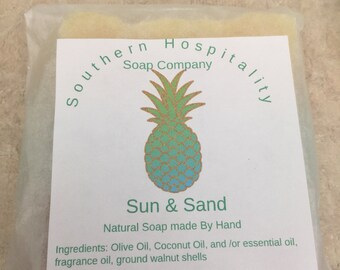 Southern Hospitality
Soap Company
Sun & Sand
Natural Soap made By Hand
Ingredients: Olive Oil, Coconut Oil, and /or essential oil,
fragrance oil, ground walnut shells